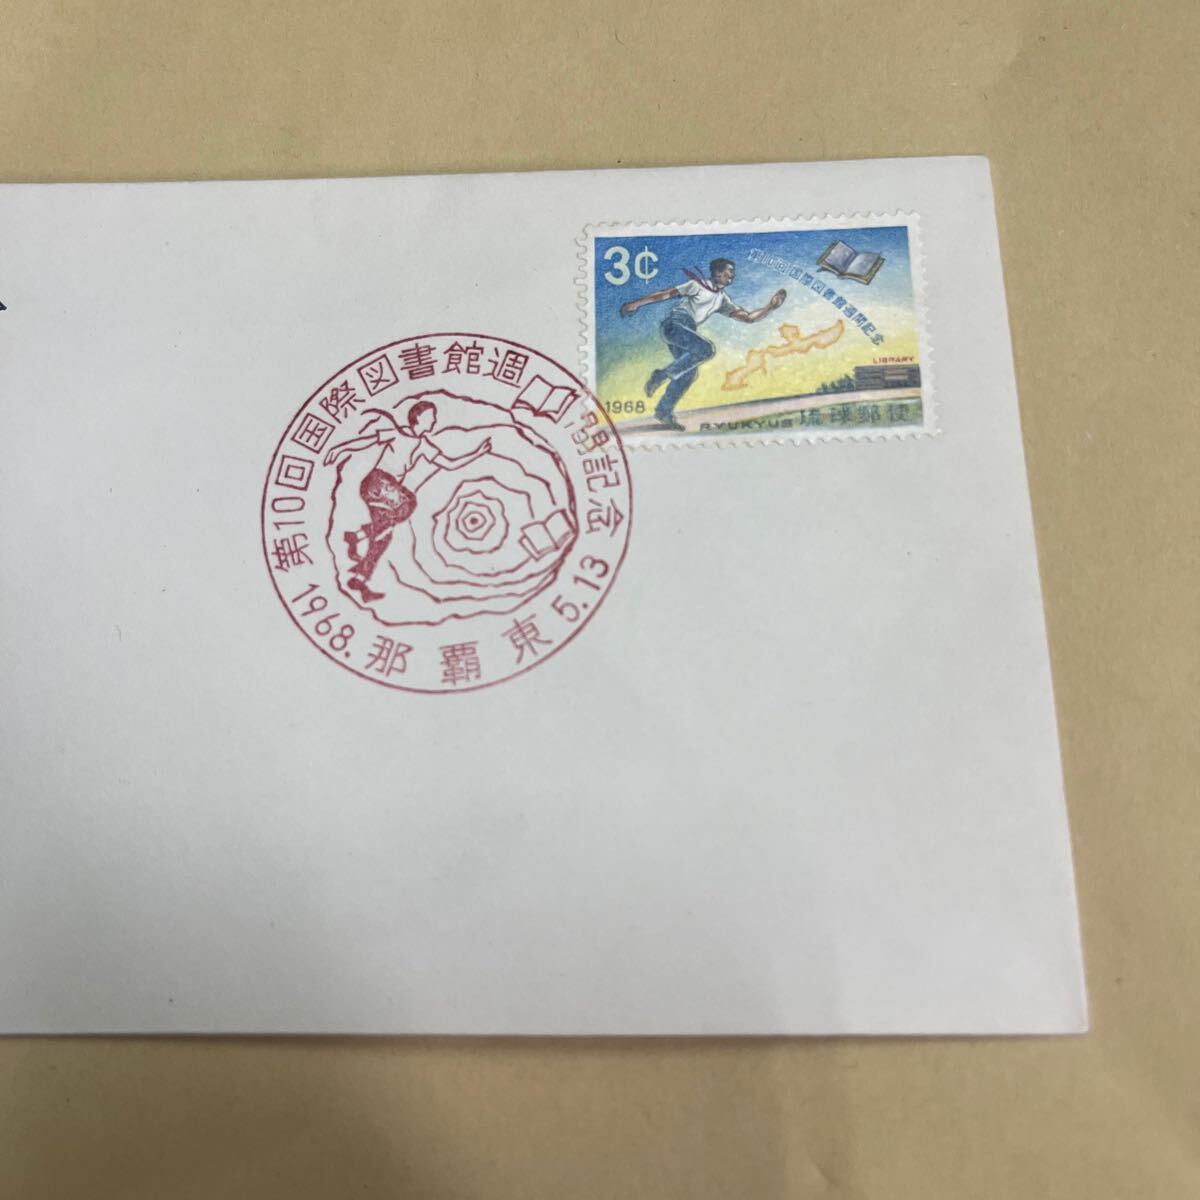 3¢
第10回国際図書館週間記念
LIBRARY
1968
RYUKYUS 琉球郵便
第10回国際図書館週間記念
1968. 那覇東 5.13